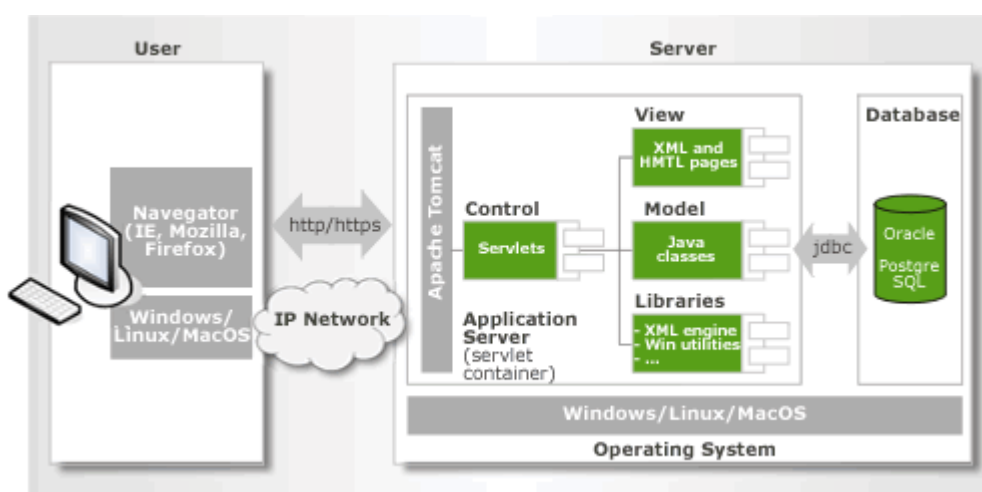 User
Navegator
(IE, Mozilla,
Firefox)
Windows/
Linux/MacOS
http/https
IP Network
Server
Apache Tomcat
Control
Servlets
Application
Server
(servlet
container)
View
XML and
HMTL pages
Model
Java
classes
Libraries
- XML engine
- Win utilities
- ...
jdbc
Database
Oracle
Postgre
SQL
Windows/Linux/MacOS
Operating System